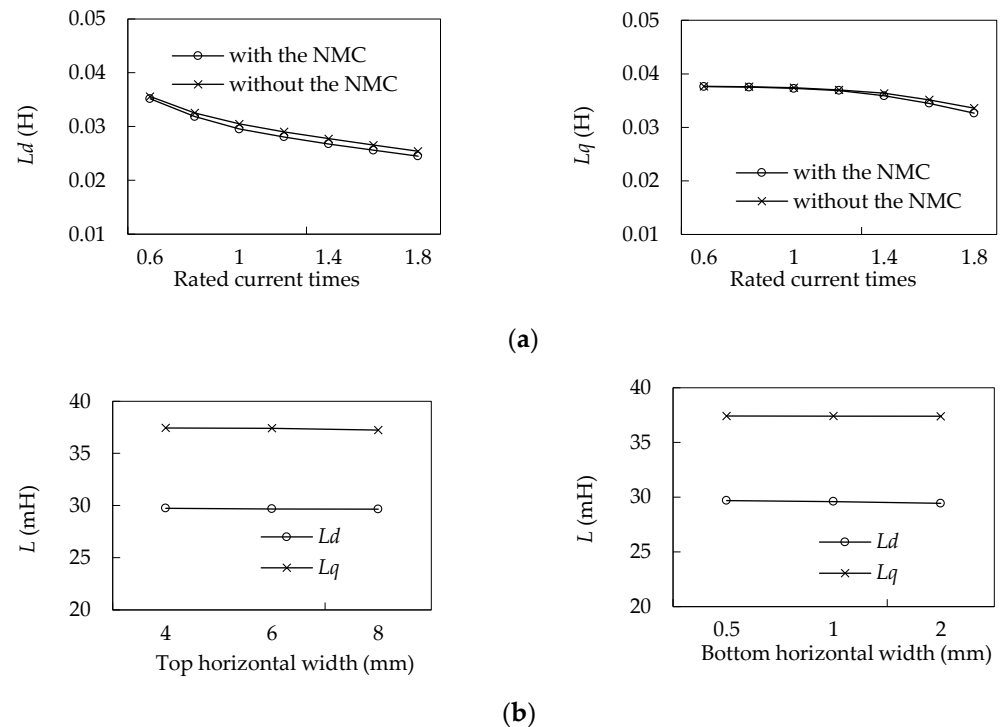 0.05
0.04
0.03
0.02
0.01
Ld (H)
with the NMC
without the NMC
0.6 1 1.4 1.8
Rated current times
0.05
0.04
0.03
0.02
0.01
Lq (H)
with the NMC
without the NMC
0.6 1 1.4 1.8
Rated current times
(a)
40
35
30
25
20
L (mH)
Ld
Lq
4 6 8
Top horizontal width (mm)
40
35
30
25
20
L (mH)
Ld
Lq
0.5 1 2
Bottom horizontal width (mm)
(b)